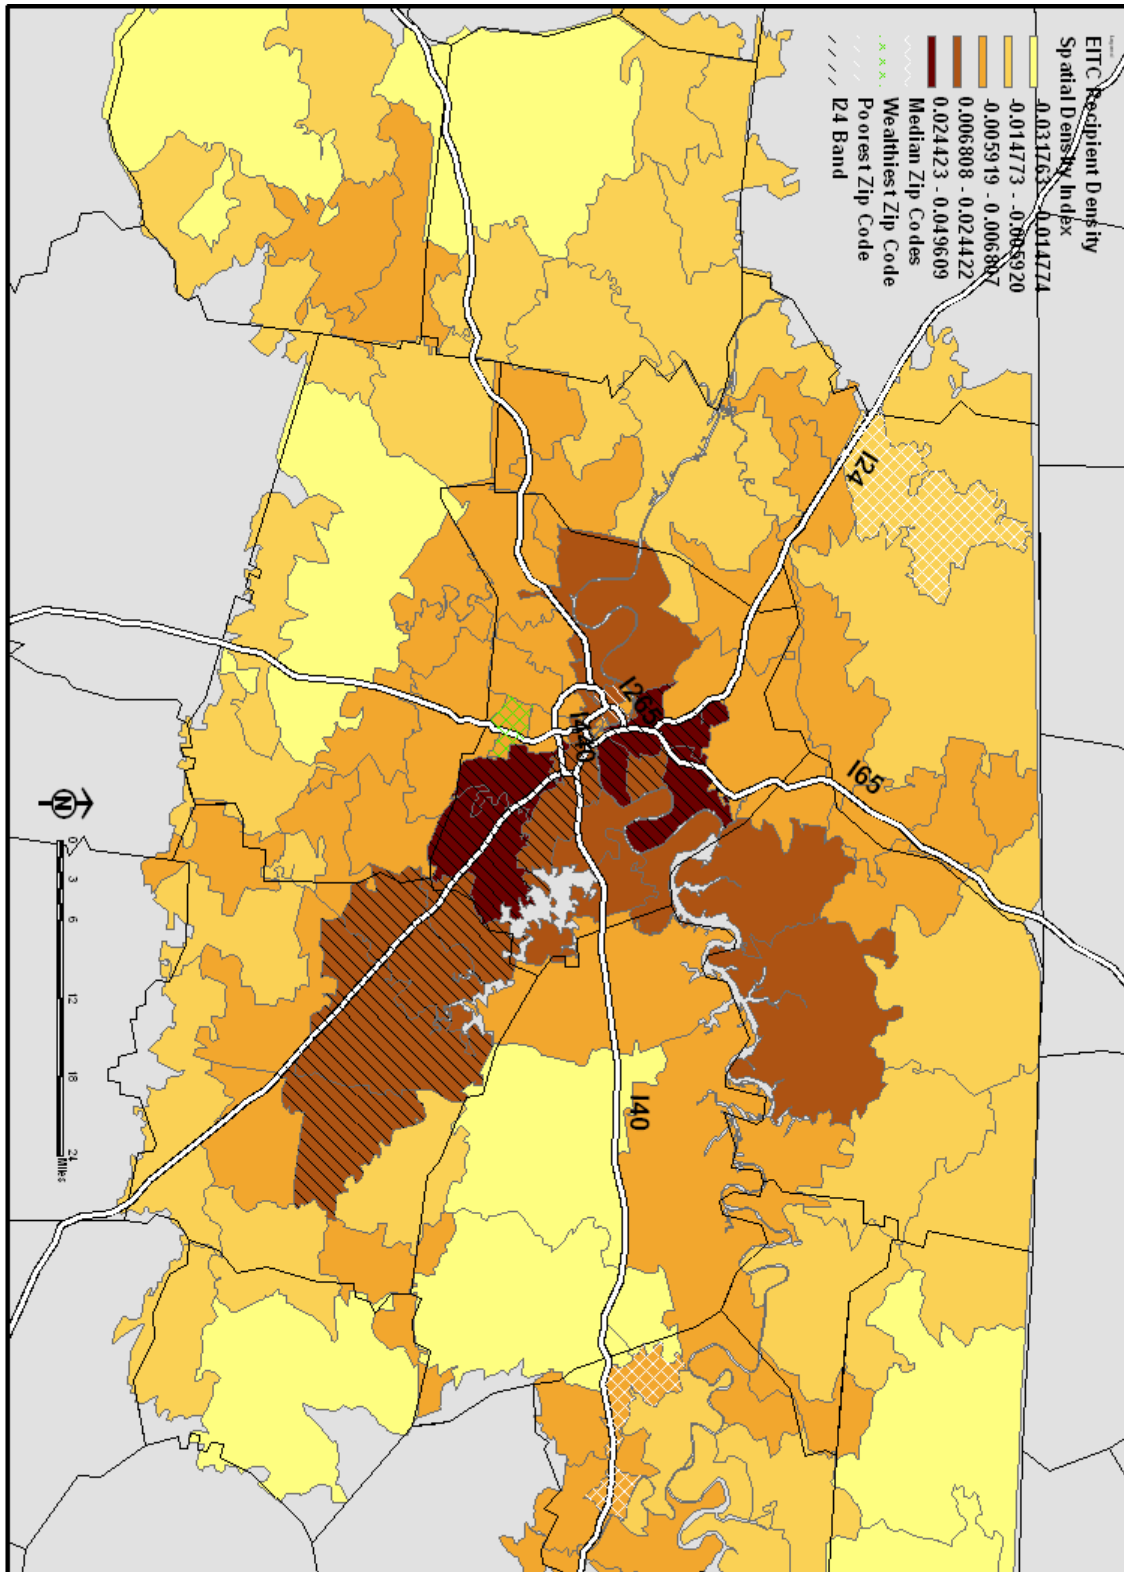 Legend
EITC Recipient Density
Spatial Density Index
-0.031763 - -0.014774
-0.014773 - -0.005920
-0.005919 - 0.006807
0.006808 - 0.024422
0.024423 - 0.049609
Median Zip Codes
Wealthiest Zip Code
Poorest Zip Code
I24 Band
I24
I65
I265
I440
I40
N
0 3 6 12 18 24
Miles